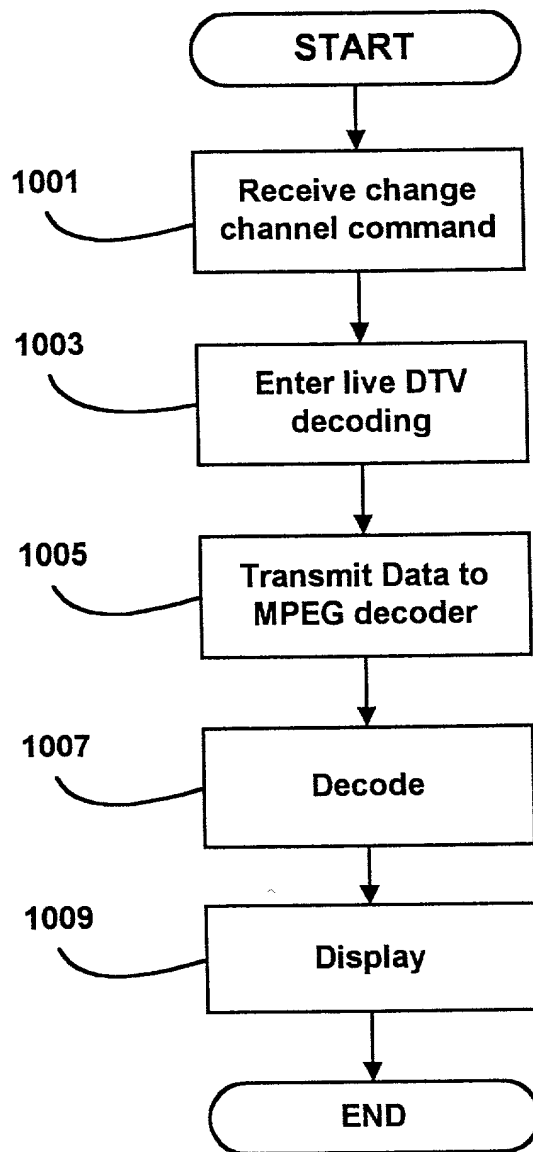 START
1001
Receive change
channel command
1003
Enter live DTV
decoding
1005
Transmit Data to
MPEG decoder
1007
Decode
1009
Display
END